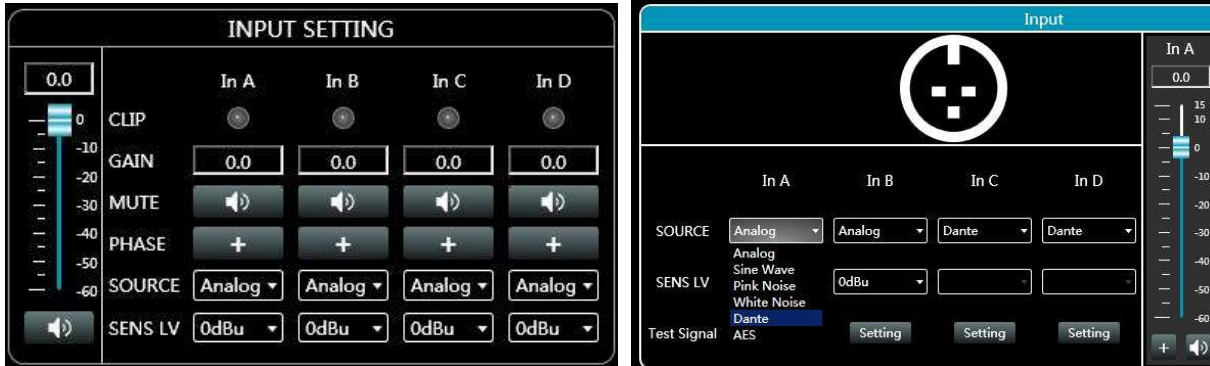 INPUT SETTING
0.0
In A In B In C In D
0 CLIP
-10
GAIN 0.0 0.0 0.0 0.0
-20
-30 MUTE
-40 PHASE + + + +
-50
-60 SOURCE Analog Analog Analog Analog
SENS LV 0dBu 0dBu 0dBu 0dBu
Input
In A
0.0
15
10
0
-10
-20
-30
-40
-50
-60
+
In A In B In C In D
SOURCE Analog Analog Dante Dante
Analog
Sine Wave
Pink Noise
White Noise
Dante
AES
SENS LV 0dBu
Test Signal Setting Setting Setting